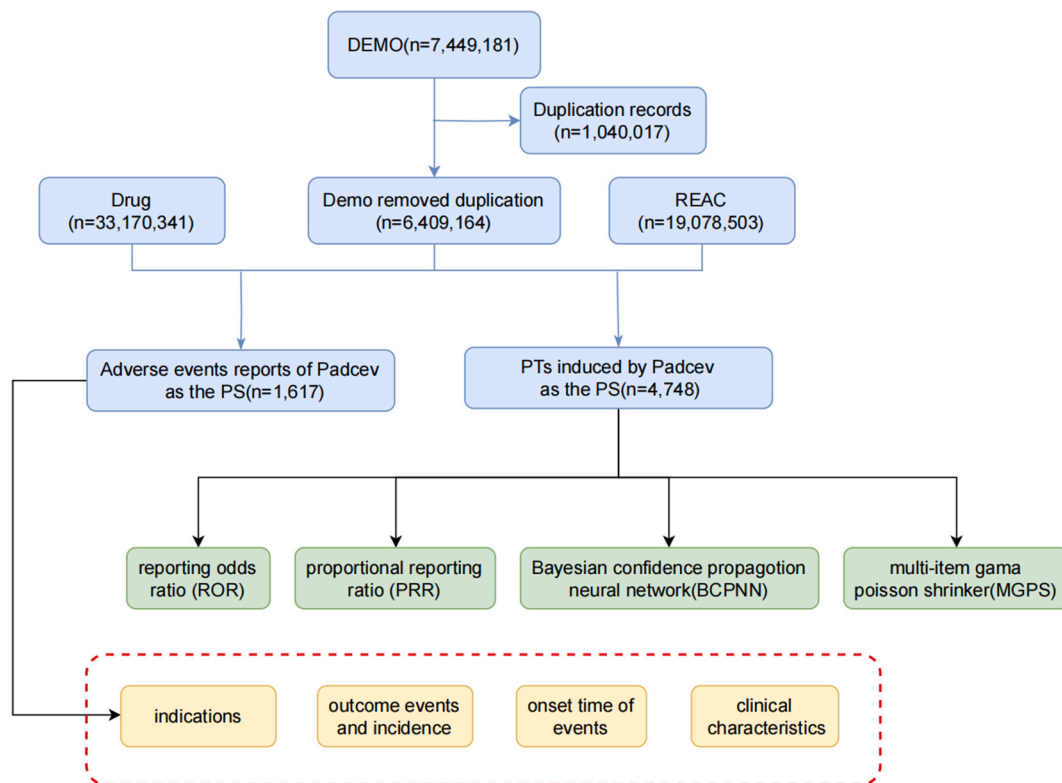 DEMO(n=7,449,181)
Duplication records
(n=1,040,017)
Drug
(n=33,170,341)
Demo removed duplication
(n=6,409,164)
REAC
(n=19,078,503)
Adverse events reports of Padcev
as the PS(n=1,617)
PTs induced by Padcev
as the PS(n=4,748)
reporting odds
ratio (ROR)
proportional reporting
ratio (PRR)
Bayesian confidence propagotion
neural network(BCPNN)
multi-item gama
poisson shrinker(MGPS)
indications
outcome events
and incidence
onset time of
events
clinical
characteristics